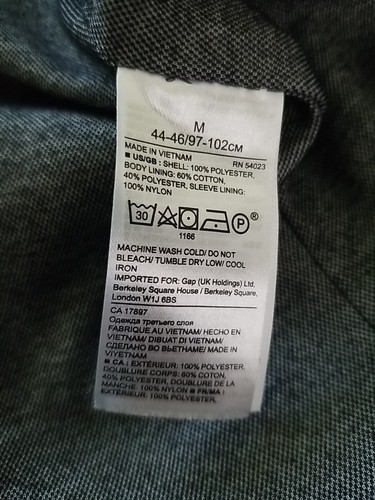 M
44-46/97-102CM
MADE IN VIETNAM
RN 54023
■ US/GB : SHELL: 100% POLYESTER,
BODY LINING: 60% COTTON,
40% POLYESTER, SLEEVE LINING:
100% NYLON
30 P ®
1166
MACHINE WASH COLD/ DO NOT
BLEACH/ TUMBLE DRY LOW/ COOL
IRON
IMPORTED FOR: Gap (UK Holdings) Ltd.
Berkeley Square House / Berkeley Square,
London W1J 6BS
CA 17897
Одежда третьего слоя
FABRIQUÉ AU VIETNAM/ HECHO EN
VIETNAM/ DIBUAT DI VIETNAM/
СДЕЛАНО ВО ВЬЕТНАМЕ/ MADE IN
VIYETNAM
■ CA : EXTÉRIEUR: 100% POLYESTER,
DOUBLURE CORPS: 60% COTON,
40% POLYESTER, DOUBLURE DE LA
MANCHE: 100% NYLON ■ FR/MA :
EXTÉRIEUR: 100% POLYESTER,